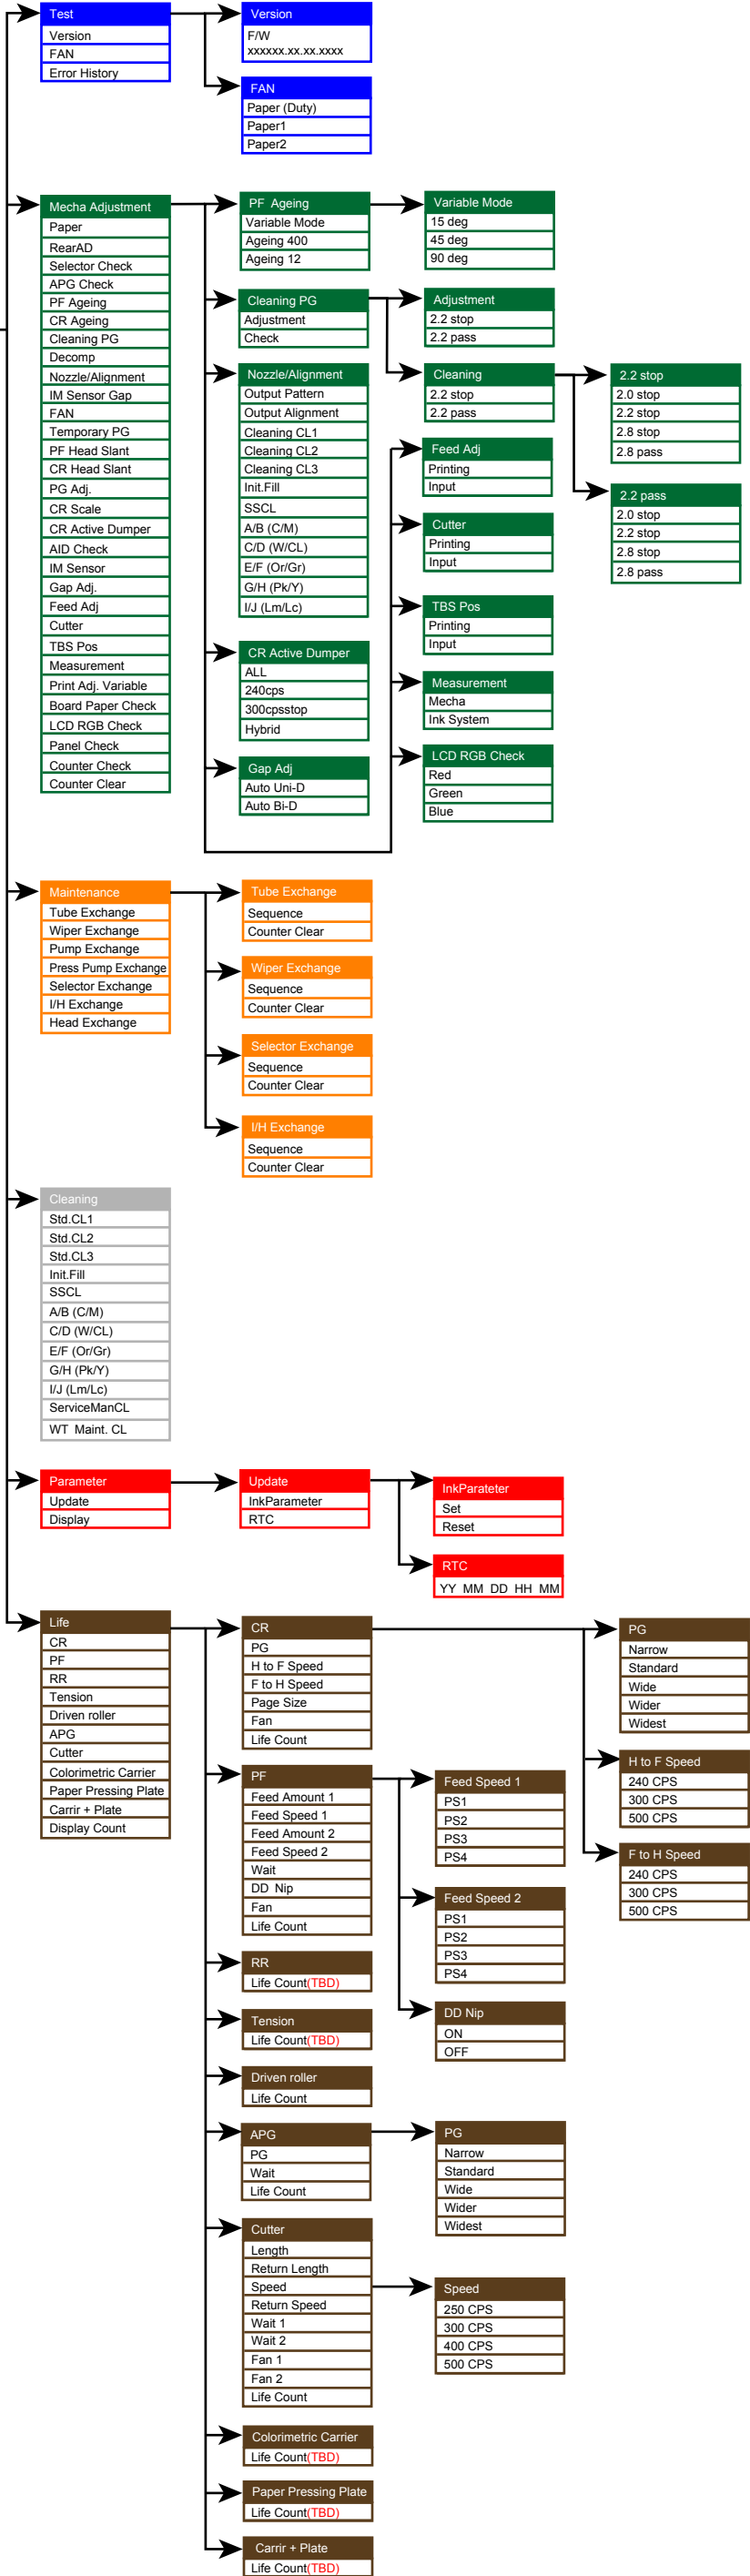 Test
Version
FAN
Error History
Version
F/W
xxxxxx.xx.xx.xxxx
FAN
Paper (Duty)
Paper1
Paper2
Mecha Adjustment
Paper
RearAD
Selector Check
APG Check
PF Ageing
CR Ageing
Cleaning PG
Decomp
Nozzle/Alignment
IM Sensor Gap
FAN
Temporary PG
PF Head Slant
CR Head Slant
PG Adj.
CR Scale
CR Active Dumper
AID Check
IM Sensor
Gap Adj.
Feed Adj
Cutter
TBS Pos
Measurement
Print Adj. Variable
Board Paper Check
LCD RGB Check
Panel Check
Counter Check
Counter Clear
PF Ageing
Variable Mode
Ageing 400
Ageing 12
Variable Mode
15 deg
45 deg
90 deg
Cleaning PG
Adjustment
Check
Adjustment
2.2 stop
2.2 pass
Cleaning
2.2 stop
2.2 pass
2.2 stop
2.0 stop
2.2 stop
2.8 stop
2.8 pass
2.2 pass
2.0 stop
2.2 stop
2.8 stop
2.8 pass
Nozzle/Alignment
Output Pattern
Output Alignment
Cleaning CL1
Cleaning CL2
Cleaning CL3
Init.Fill
SSCL
A/B (C/M)
C/D (W/CL)
E/F (Or/Gr)
G/H (Pk/Y)
I/J (Lm/Lc)
CR Active Dumper
ALL
240cps
300cpsstop
Hybrid
Gap Adj
Auto Uni-D
Auto Bi-D
Feed Adj
Printing
Input
Cutter
Printing
Input
TBS Pos
Printing
Input
Measurement
Mecha
Ink System
LCD RGB Check
Red
Green
Blue
Maintenance
Tube Exchange
Wiper Exchange
Pump Exchange
Press Pump Exchange
Selector Exchange
I/H Exchange
Head Exchange
Tube Exchange
Sequence
Counter Clear
Wiper Exchange
Sequence
Counter Clear
Selector Exchange
Sequence
Counter Clear
I/H Exchange
Sequence
Counter Clear
Cleaning
Std.CL1
Std.CL2
Std.CL3
Init.Fill
SSCL
A/B (C/M)
C/D (W/CL)
E/F (Or/Gr)
G/H (Pk/Y)
I/J (Lm/Lc)
ServiceManCL
WT Maint. CL
Parameter
Update
Display
Update
InkParameter
RTC
InkParateter
Set
Reset
RTC
YY MM DD HH MM
Life
CR
PF
RR
Tension
Driven roller
APG
Cutter
Colorimetric Carrier
Paper Pressing Plate
Carrir + Plate
Display Count
CR
PG
H to F Speed
F to H Speed
Page Size
Fan
Life Count
PG
Narrow
Standard
Wide
Wider
Widest
H to F Speed
240 CPS
300 CPS
500 CPS
F to H Speed
240 CPS
300 CPS
500 CPS
PF
Feed Amount 1
Feed Speed 1
Feed Amount 2
Feed Speed 2
Wait
DD Nip
Fan
Life Count
Feed Speed 1
PS1
PS2
PS3
PS4
Feed Speed 2
PS1
PS2
PS3
PS4
DD Nip
ON
OFF
RR
Life Count(TBD)
Tension
Life Count(TBD)
Driven roller
Life Count
APG
PG
Wait
Life Count
PG
Narrow
Standard
Wide
Wider
Widest
Cutter
Length
Return Length
Speed
Return Speed
Wait 1
Wait 2
Fan 1
Fan 2
Life Count
Speed
250 CPS
300 CPS
400 CPS
500 CPS
Colorimetric Carrier
Life Count(TBD)
Paper Pressing Plate
Life Count(TBD)
Carrir + Plate
Life Count(TBD)